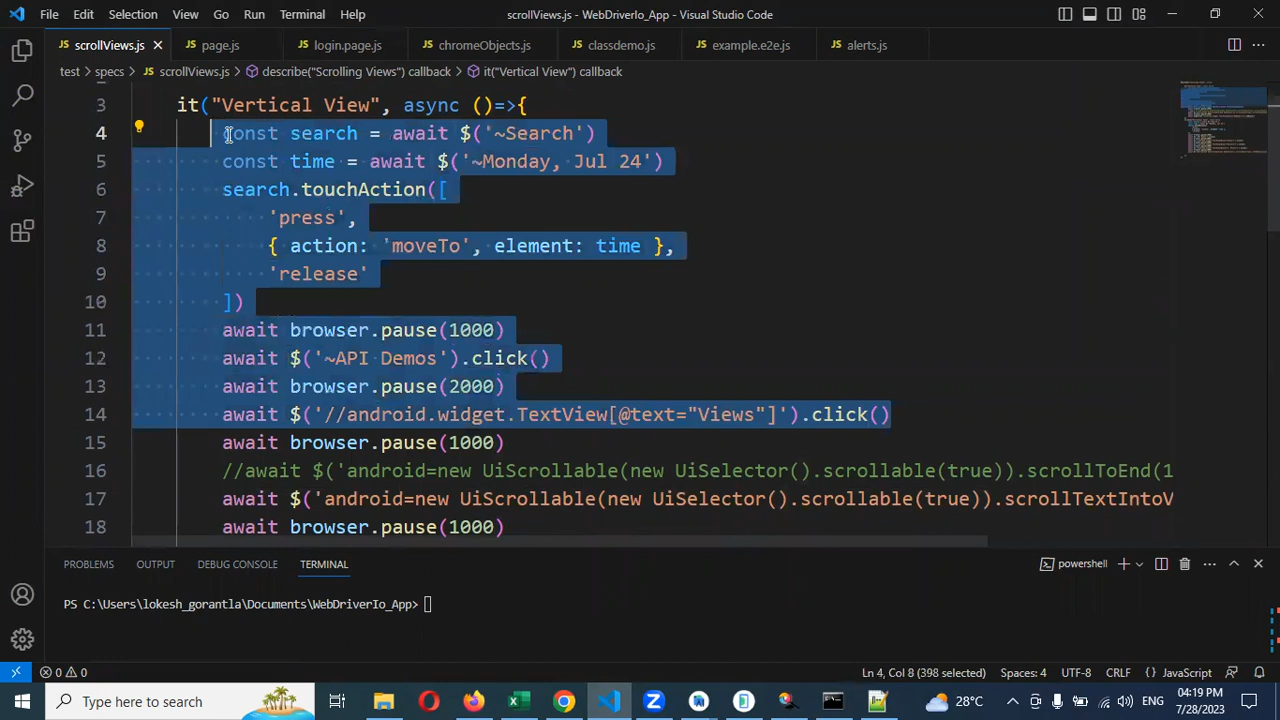 File Edit Selection View Go Run Terminal Help scrollViews.js - WebDriverIo_App - Visual Studio Code
scrollViews.js page.js login.page.js chromeObjects.js classdemo.js example.e2e.js alerts.js
test > specs > scrollViews.js > describe("Scrolling Views") callback > it("Vertical View") callback
3 it("Vertical View", async ()=>{
4 const search = await $('~Search')
5 const time = await $('~Monday, Jul 24')
6 search.touchAction([
7 'press',
8 { action: 'moveTo', element: time },
9 'release'
10 ])
11 await browser.pause(1000)
12 await $('~API Demos').click()
13 await browser.pause(2000)
14 await $('//android.widget.TextView[@text="Views"]').click()
15 await browser.pause(1000)
16 //await $('android=new UiScrollable(new UiSelector().scrollable(true)).scrollToEnd(1
17 await $('android=new UiScrollable(new UiSelector().scrollable(true)).scrollTextIntoV
18 await browser.pause(1000)
PROBLEMS OUTPUT DEBUG CONSOLE TERMINAL powershell
PS C:\Users\lokesh_gorantla\Documents\WebDriverIo_App>
0 0 Ln 4, Col 8 (398 selected) Spaces: 4 UTF-8 CRLF { } JavaScript
Type here to search 28°C ENG 04:19 PM
7/28/2023